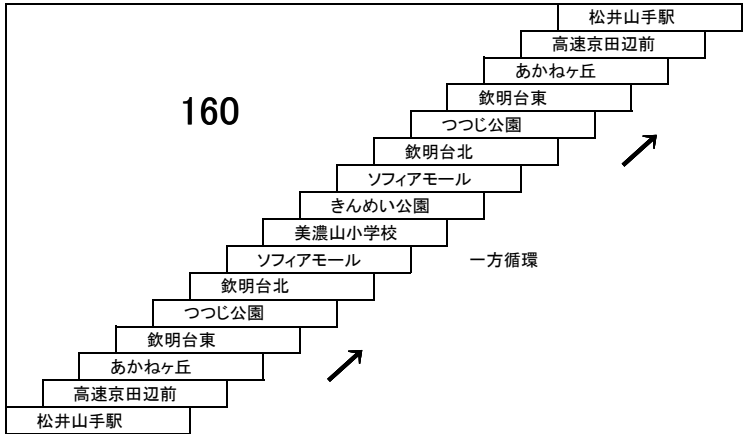 松井山手駅
高速京田辺前
あかねヶ丘
欽明台東
160
つつじ公園
欽明台北
ソフィアモール
きんめい公園
美濃山小学校
ソフィアモール
一方循環
欽明台北
つつじ公園
欽明台東
あかねヶ丘
高速京田辺前
松井山手駅